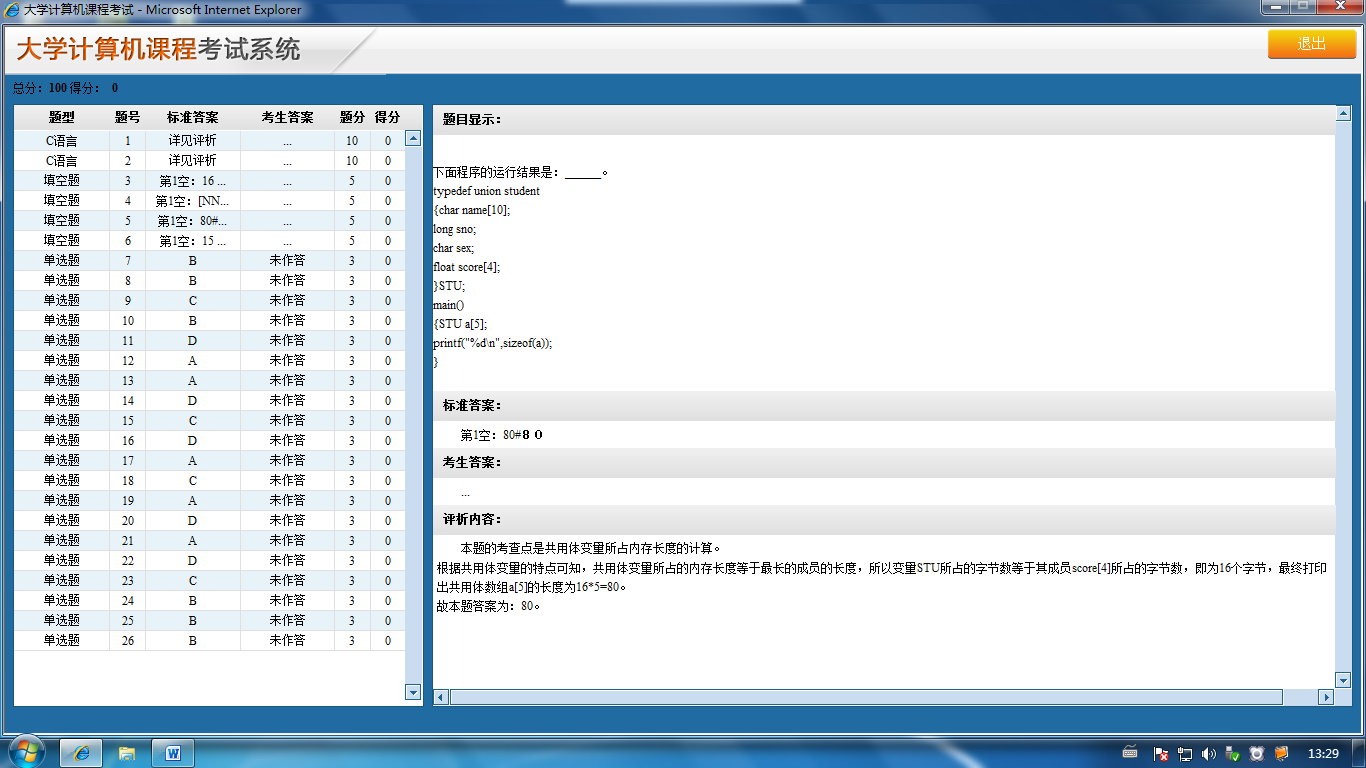 大学计算机课程考试 - Microsoft Internet Explorer
大学计算机课程考试系统
退出
总分：100 得分： 0
题型 题号 标准答案 考生答案 题分 得分
C语言 1 详见评析 ... 10 0
C语言 2 详见评析 ... 10 0
填空题 3 第1空：16 ... ... 5 0
填空题 4 第1空：[NN... ... 5 0
填空题 5 第1空：80#... ... 5 0
填空题 6 第1空：15 ... ... 5 0
单选题 7 B 未作答 3 0
单选题 8 B 未作答 3 0
单选题 9 C 未作答 3 0
单选题 10 B 未作答 3 0
单选题 11 D 未作答 3 0
单选题 12 A 未作答 3 0
单选题 13 A 未作答 3 0
单选题 14 D 未作答 3 0
单选题 15 C 未作答 3 0
单选题 16 D 未作答 3 0
单选题 17 A 未作答 3 0
单选题 18 C 未作答 3 0
单选题 19 A 未作答 3 0
单选题 20 D 未作答 3 0
单选题 21 A 未作答 3 0
单选题 22 D 未作答 3 0
单选题 23 C 未作答 3 0
单选题 24 B 未作答 3 0
单选题 25 B 未作答 3 0
单选题 26 B 未作答 3 0
题目显示：
下面程序的运行结果是：______。
typedef union student
{char name[10];
long sno;
char sex;
float score[4];
}STU;
main()
{STU a[5];
printf("%d\n",sizeof(a));
}
标准答案：
第1空：80#８０
考生答案：
...
评析内容：
本题的考查点是共用体变量所占内存长度的计算。
根据共用体变量的特点可知，共用体变量所占的内存长度等于最长的成员的长度，所以变量STU所占的字节数等于其成员score[4]所占的字节数，即为16个字节，最终打印
出共用体数组a[5]的长度为16*5=80。
故本题答案为：80。
13:29